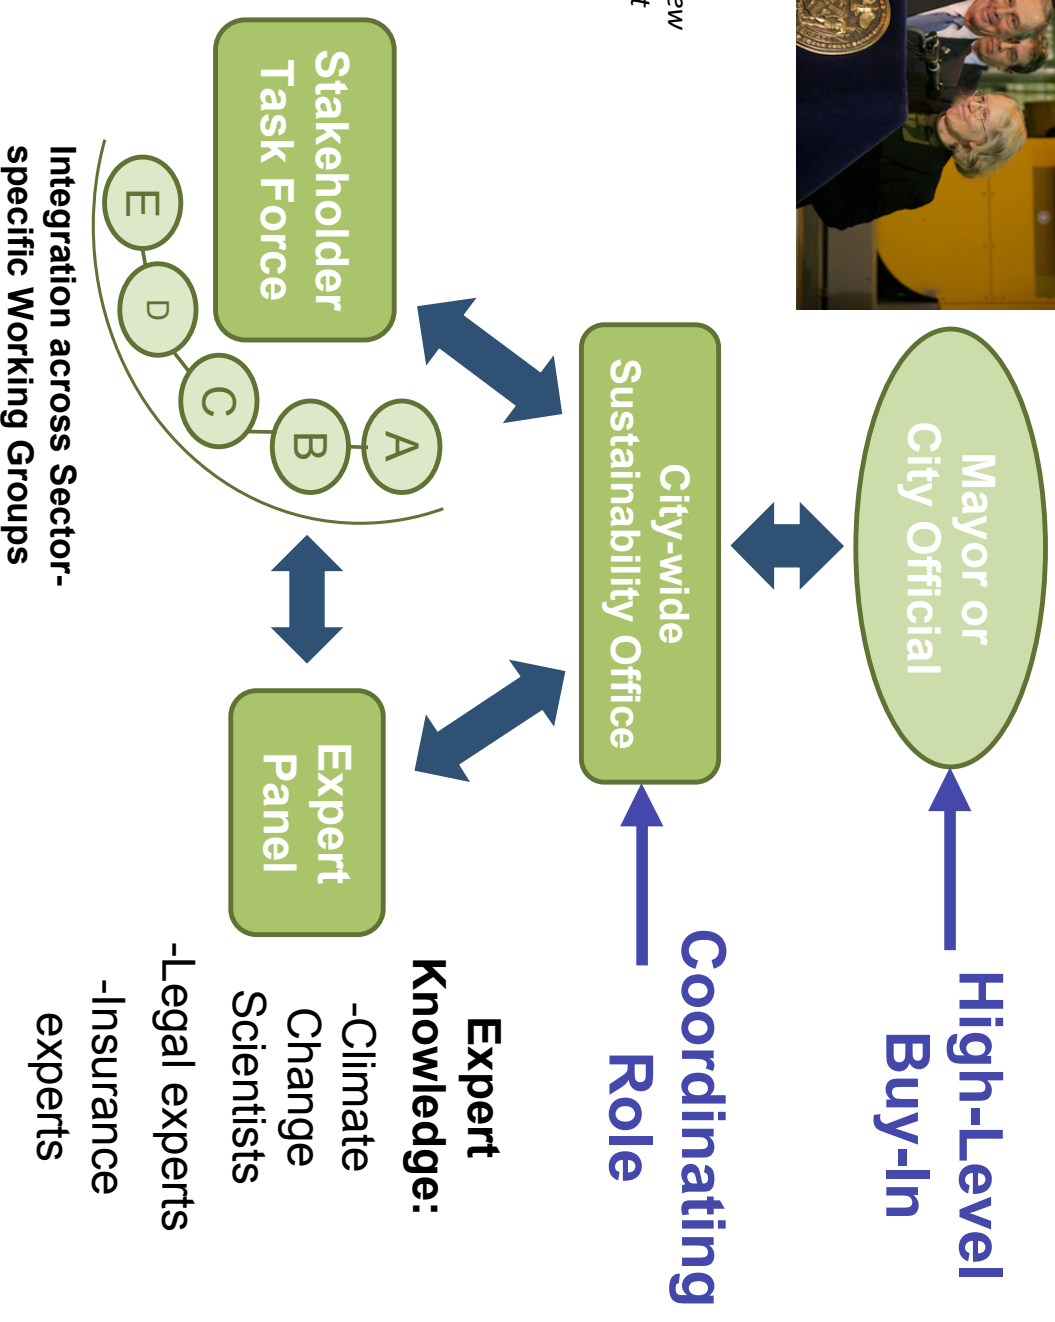 ew
t
Mayor or
City Official
High-Level
Buy-In
City-wide
Sustainability Office
Coordinating
Role
Stakeholder
Task Force
A
B
C
D
E
Integration across Sector-
specific Working Groups
Expert
Panel
Expert
Knowledge:
-Climate
Change
Scientists
-Legal experts
-Insurance
experts